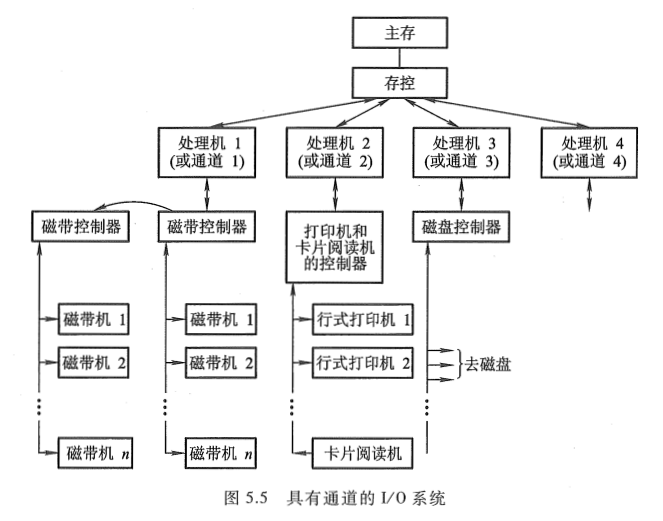 主存
存控
处理机 1
(或通道 1)
处理机 2
(或通道 2)
处理机 3
(或通道 3)
处理机 4
(或通道 4)
磁带控制器
磁带控制器
打印机和
卡片阅读机
的控制器
磁盘控制器
磁带机 1
磁带机 1
行式打印机 1
磁带机 2
磁带机 2
行式打印机 2
去磁盘
磁带机 n
磁带机 n
卡片阅读机
图 5.5 具有通道的 I/O 系统